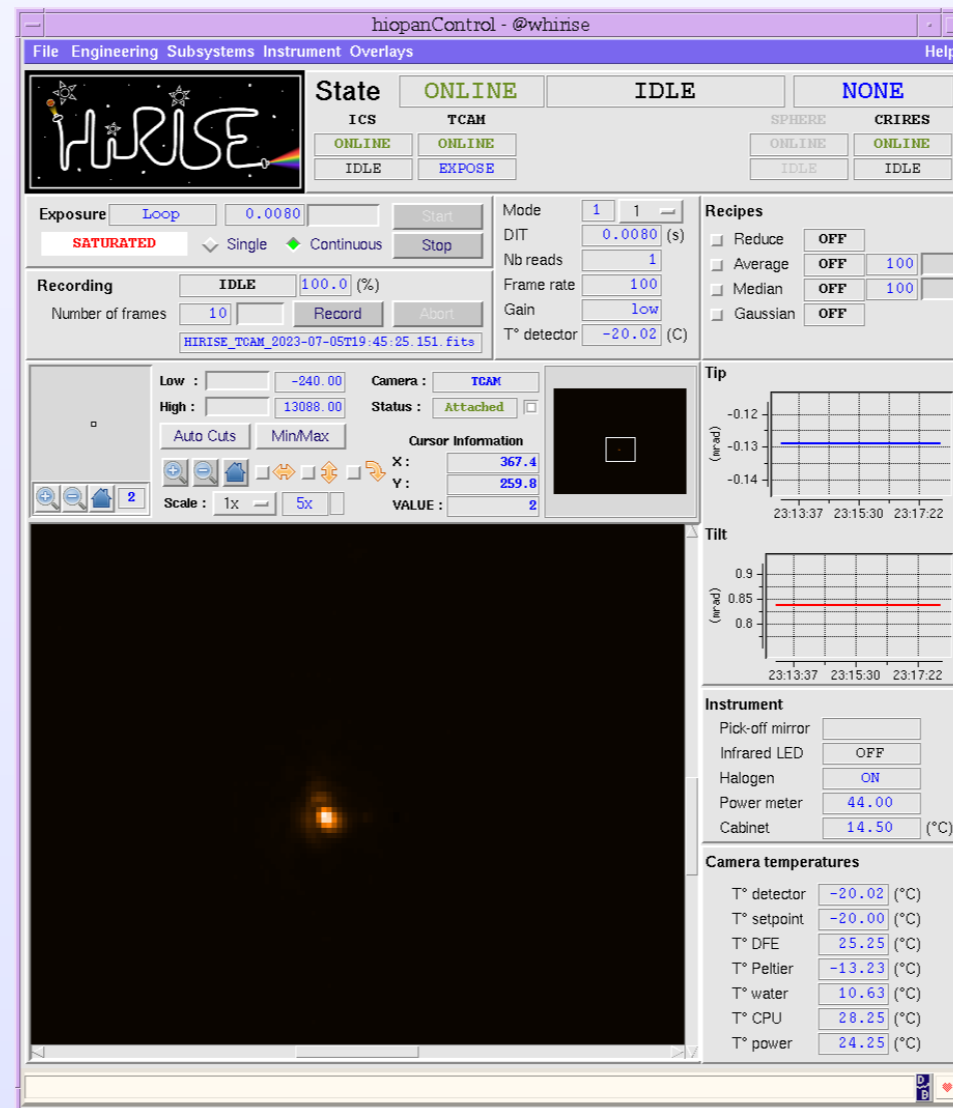 hiopanControl - @whirise
File Engineering Subsystems Instrument Overlays Help
HiRISE
State ONLINE IDLE NONE
ICS TCAM SPHERE CRIRES
ONLINE ONLINE ONLINE ONLINE
IDLE EXPOSE IDLE IDLE
Exposure Loop 0.0080 Start
SATURATED Single Continuous Stop
Recording IDLE 100.0 (%)
Number of frames 10 Record Abort
HIRISE_TCAM_2023-07-05T19:45:25.151.fits
Mode 1 1
DIT 0.0080 (s)
Nb reads 1
Frame rate 100
Gain low
T° detector -20.02 (C)
Recipes
Reduce OFF
Average OFF 100
Median OFF 100
Gaussian OFF
Low : -240.00
High : 13088.00
Auto Cuts Min/Max
2 Scale : 1x 5x
Camera : TCAM
Status : Attached
Cursor Information
X : 367.4
Y : 259.8
VALUE : 2
Tip
(mrad)
-0.12
-0.13
-0.14
23:13:37 23:15:30 23:17:22
Tilt
(mrad)
0.9
0.85
0.8
23:13:37 23:15:30 23:17:22
Instrument
Pick-off mirror
Infrared LED OFF
Halogen ON
Power meter 44.00
Cabinet 14.50 (°C)
Camera temperatures
T° detector -20.02 (°C)
T° setpoint -20.00 (°C)
T° DFE 25.25 (°C)
T° Peltier -13.23 (°C)
T° water 10.63 (°C)
T° CPU 28.25 (°C)
T° power 24.25 (°C)